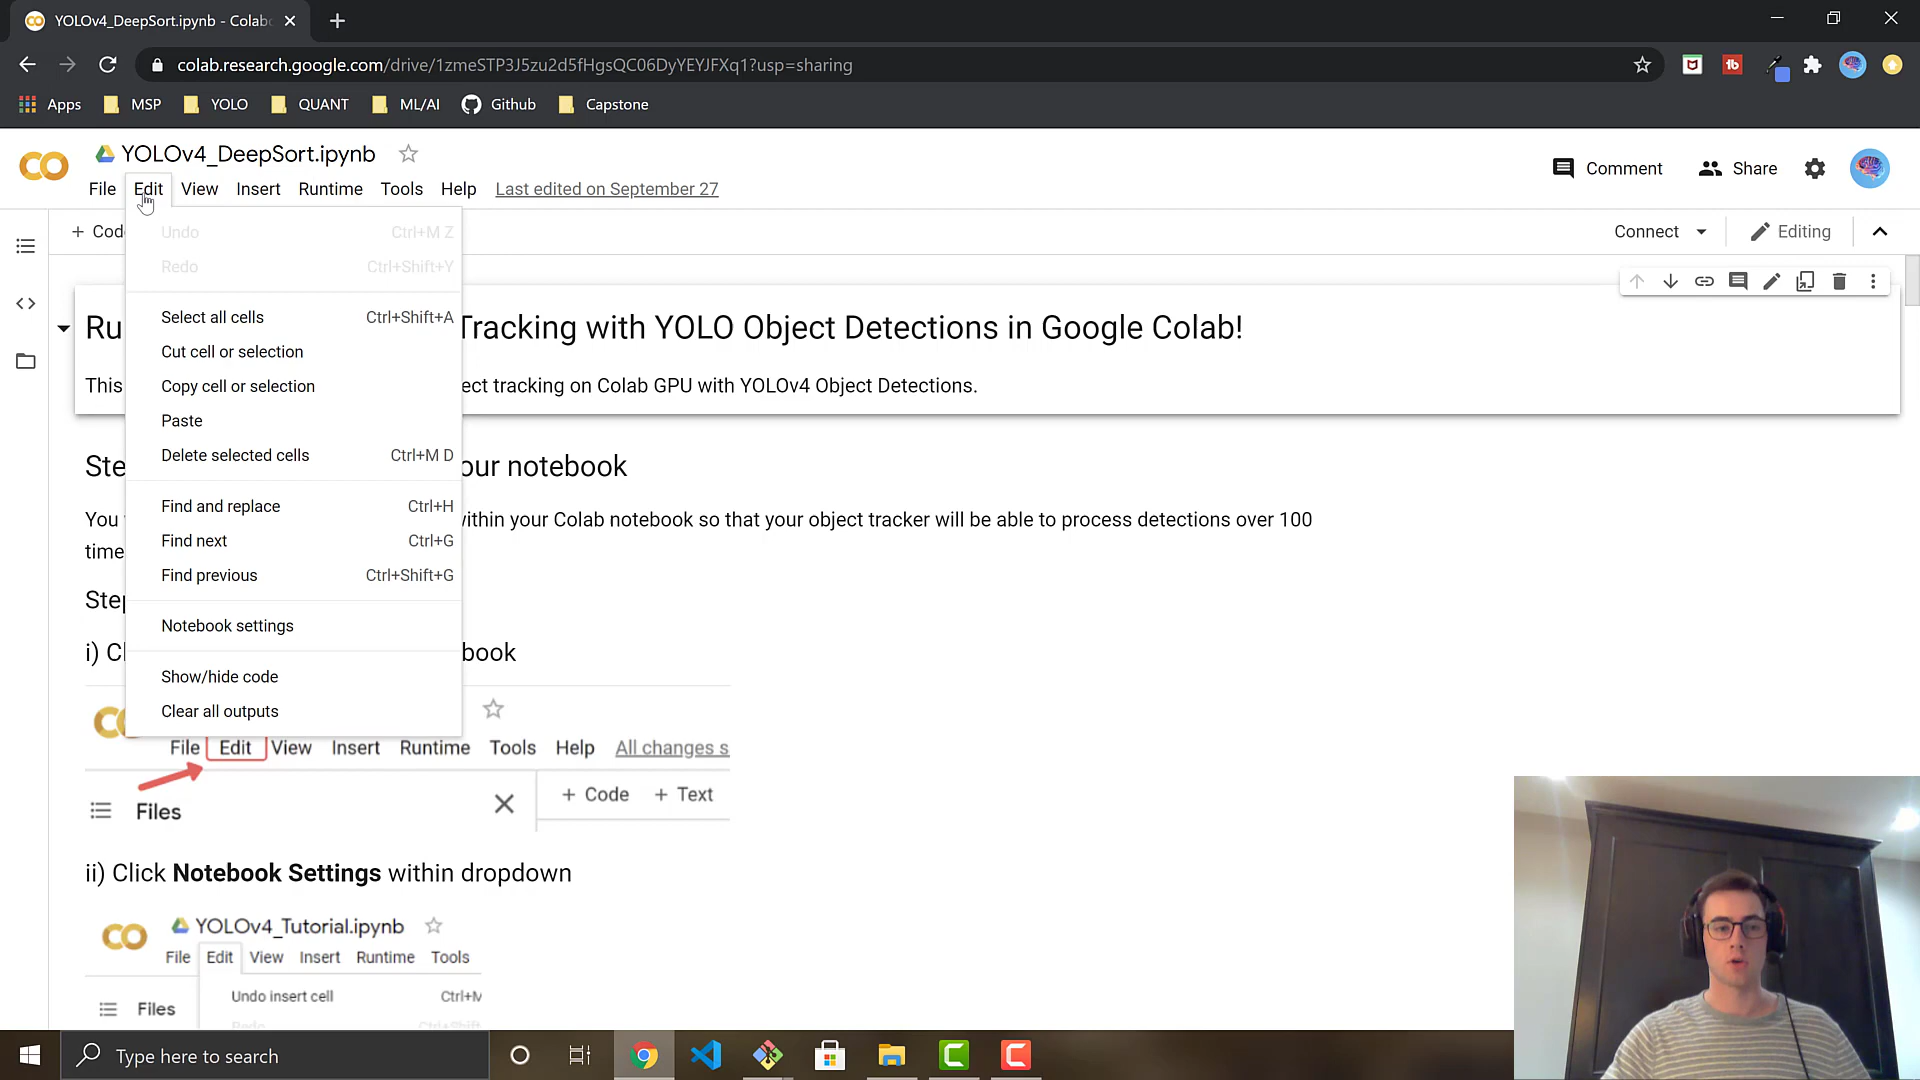 YOLOv4_DeepSort.ipynb - Colab
colab.research.google.com/drive/1zmeSTP3J5zu2d5fHgsQC06DyYEYJFXq1?usp=sharing
Apps MSP YOLO QUANT ML/AI Github Capstone
YOLOv4_DeepSort.ipynb
File Edit View Insert Runtime Tools Help Last edited on September 27
Comment Share
+ Code
Connect Editing
Undo Ctrl+M Z
Redo Ctrl+Shift+Y
Select all cells Ctrl+Shift+A
Cut cell or selection
Copy cell or selection
Paste
Delete selected cells Ctrl+M D
Find and replace Ctrl+H
Find next Ctrl+G
Find previous Ctrl+Shift+G
Notebook settings
Show/hide code
Clear all outputs
Ru Tracking with YOLO Object Detections in Google Colab!
This ect tracking on Colab GPU with YOLOv4 Object Detections.
Ste our notebook
You within your Colab notebook so that your object tracker will be able to process detections over 100
time
Step
i) Cl book
File Edit View Insert Runtime Tools Help All changes s
+ Code + Text
Files
ii) Click Notebook Settings within dropdown
YOLOv4_Tutorial.ipynb
File Edit View Insert Runtime Tools
Undo insert cell Ctrl+M
Files
Redo Ctrl+Shift
Type here to search